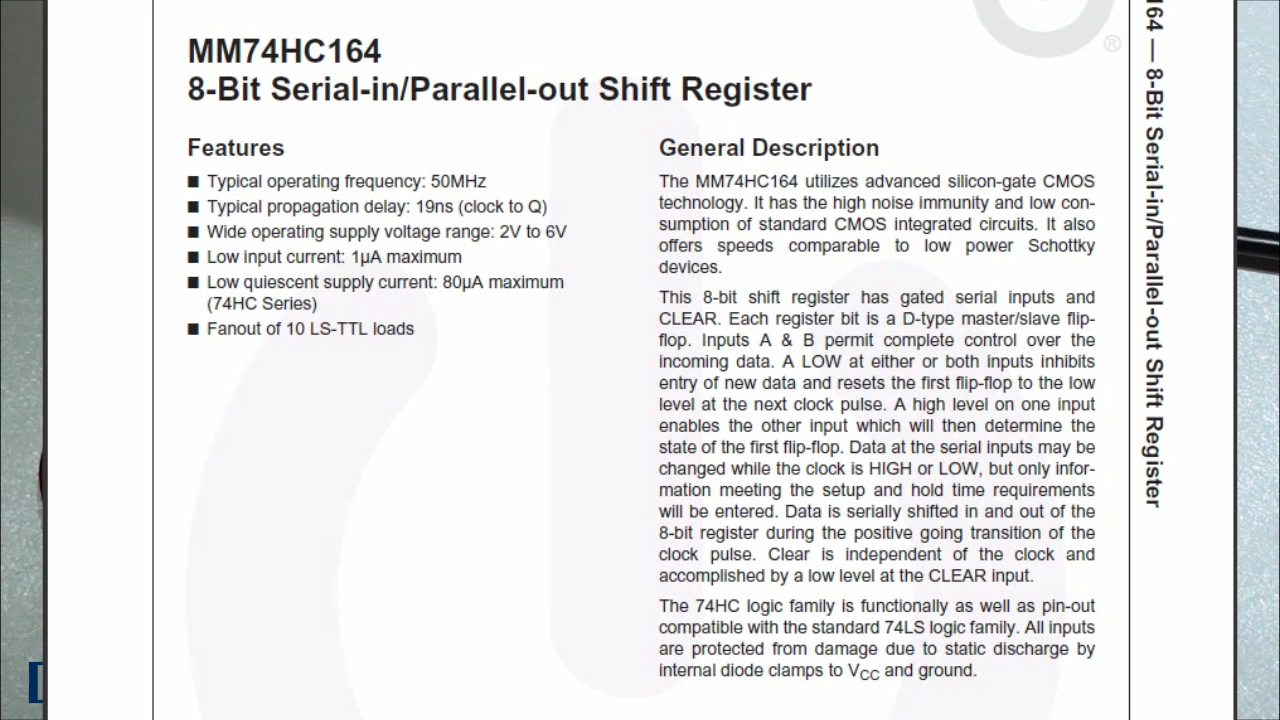 MM74HC164
8-Bit Serial-in/Parallel-out Shift Register
Features
■ Typical operating frequency: 50MHz
■ Typical propagation delay: 19ns (clock to Q)
■ Wide operating supply voltage range: 2V to 6V
■ Low input current: 1µA maximum
■ Low quiescent supply current: 80µA maximum
(74HC Series)
■ Fanout of 10 LS-TTL loads
General Description
The MM74HC164 utilizes advanced silicon-gate CMOS
technology. It has the high noise immunity and low con-
sumption of standard CMOS integrated circuits. It also
offers speeds comparable to low power Schottky
devices.
This 8-bit shift register has gated serial inputs and
CLEAR. Each register bit is a D-type master/slave flip-
flop. Inputs A & B permit complete control over the
incoming data. A LOW at either or both inputs inhibits
entry of new data and resets the first flip-flop to the low
level at the next clock pulse. A high level on one input
enables the other input which will then determine the
state of the first flip-flop. Data at the serial inputs may be
changed while the clock is HIGH or LOW, but only infor-
mation meeting the setup and hold time requirements
will be entered. Data is serially shifted in and out of the
8-bit register during the positive going transition of the
clock pulse. Clear is independent of the clock and
accomplished by a low level at the CLEAR input.
The 74HC logic family is functionally as well as pin-out
compatible with the standard 74LS logic family. All inputs
are protected from damage due to static discharge by
internal diode clamps to VCC and ground.
®
164 — 8-Bit Serial-in/Parallel-out Shift Register